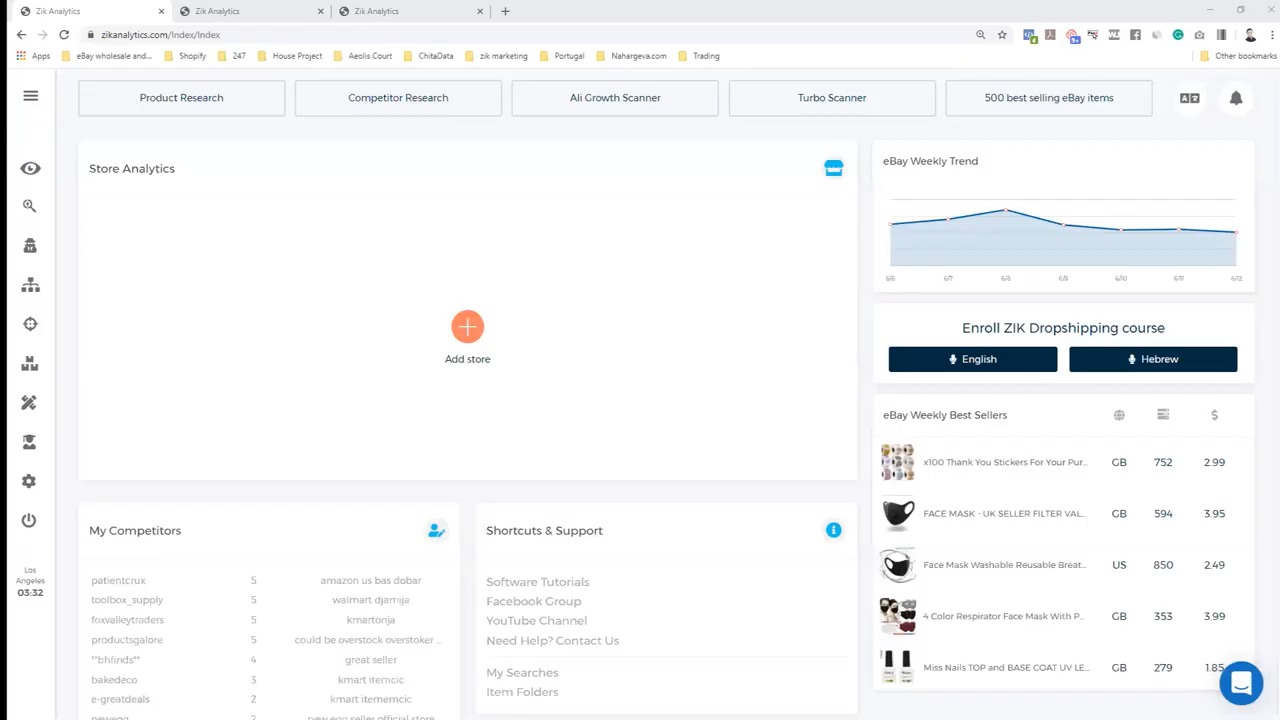 Zik Analytics
Zik Analytics
Zik Analytics
zikanalytics.com/Index/Index
Apps
eBay wholesale and...
Shopify
247
House Project
Aeolis Court
ChitaData
zik marketing
Portugal
Nahargeva.com
Trading
Other bookmarks
Product Research
Competitor Research
Ali Growth Scanner
Turbo Scanner
500 best selling eBay items
Store Analytics
Add store
eBay Weekly Trend
6/6 6/7 6/8 6/9 6/10 6/11 6/12
Enroll ZIK Dropshipping course
English
Hebrew
eBay Weekly Best Sellers
$
x100 Thank You Stickers For Your Pur... GB 752 2.99
FACE MASK - UK SELLER FILTER VAL... GB 594 3.95
Face Mask Washable Reusable Breat... US 850 2.49
4 Color Respirator Face Mask With P... GB 353 3.99
Miss Nails TOP and BASE COAT UV LE... GB 279 1.85
My Competitors
patientcrux 5 amazon us bas dobar
toolbox_supply 5 walmart djamija
foxvalleytraders 5 kmartonja
productsgalore 5 could be overstock overstoker ...
**bhfinds** 4 great seller
bakedeco 3 kmart itemcic
e-greatdeals 2 kmart itememcic
newegg 2 new egg seller official store
Shortcuts & Support
Software Tutorials
Facebook Group
YouTube Channel
Need Help? Contact Us
My Searches
Item Folders
Los
Angeles
03:32